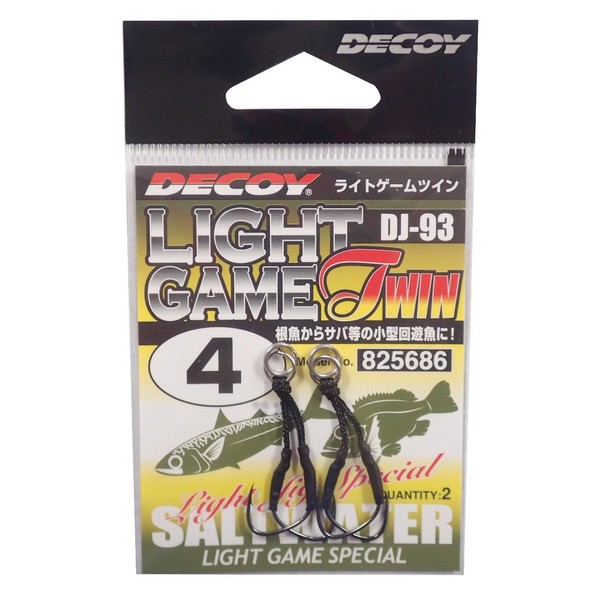 DECOY
DECOY®
ライトゲームツイン
LIGHT
DJ-93
GAME TWIN
根魚からサバ等の小型回遊魚に!
4
Model No. 825686
Light Jig Special
QUANTITY:2
SALTWATER
LIGHT GAME SPECIAL